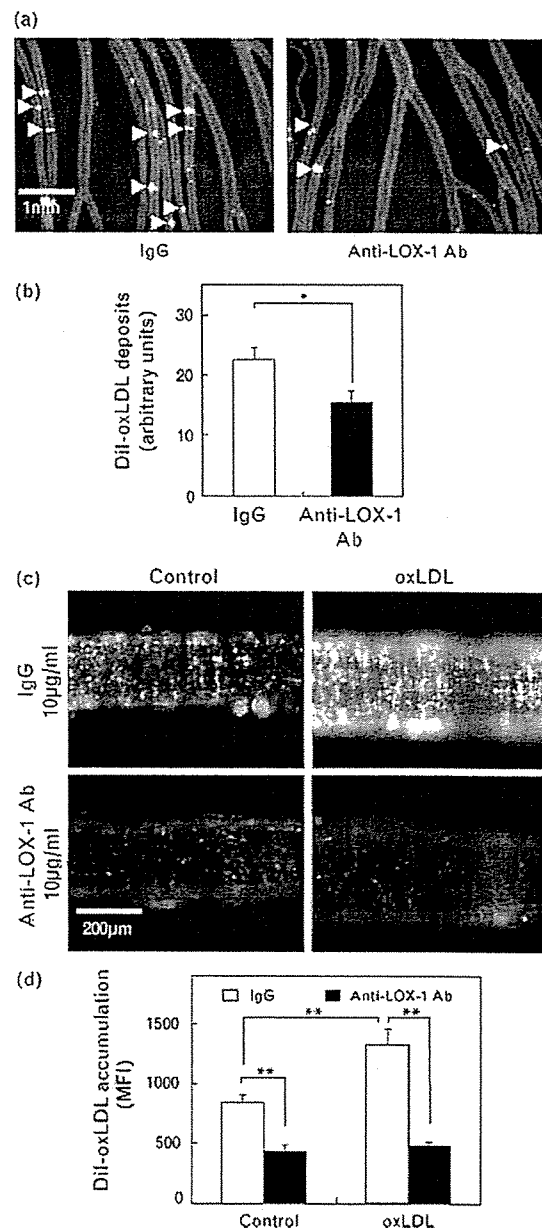 (a)
1mm
IgG
Anti-LOX-1 Ab
(b)
DiI-oxLDL deposits
(arbitrary units)
30
20
10
0
*
IgG
Anti-LOX-1
Ab
(c)
Control
oxLDL
IgG
10µg/ml
Anti-LOX-1 Ab
10µg/ml
200µm
(d)
DiI-oxLDL accumulation
(MFI)
IgG
Anti-LOX-1 Ab
1500
1000
500
0
**
**
**
Control
oxLDL